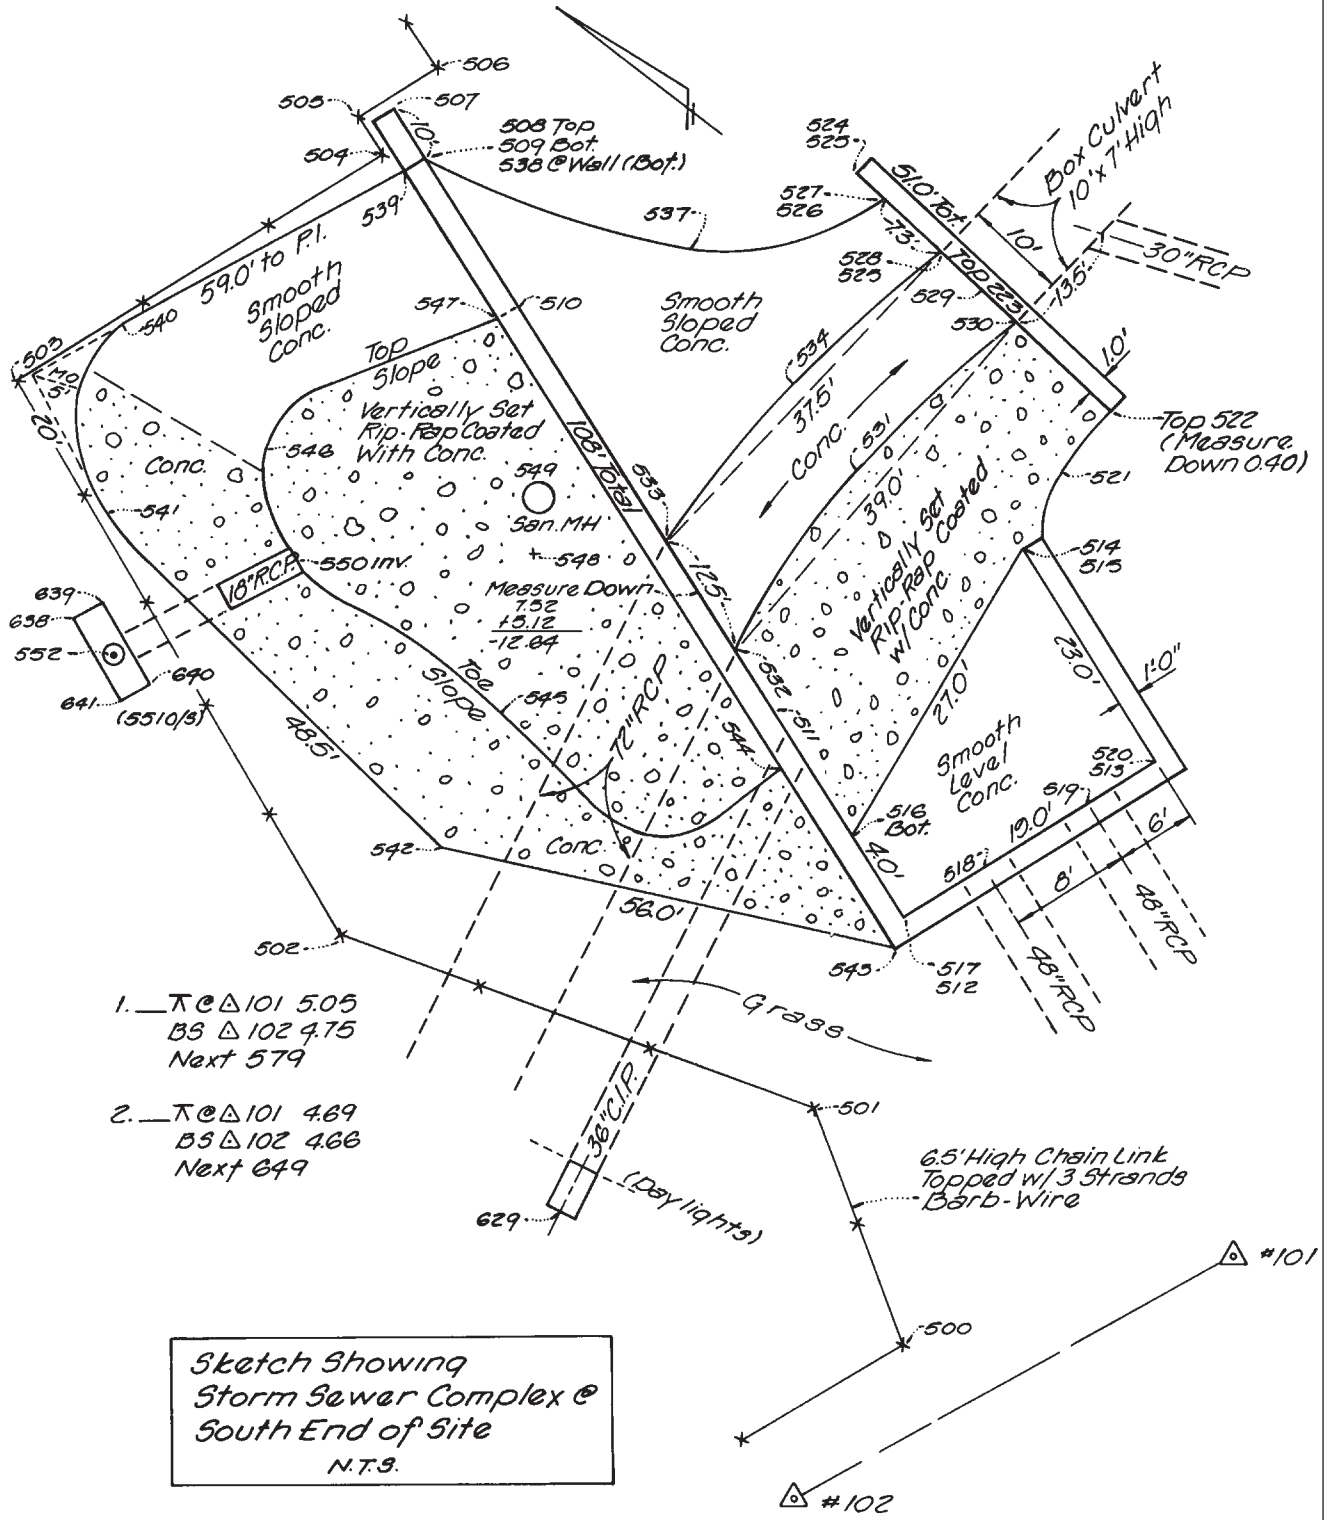 506
505
507
10'
508 Top
509 Bot.
538 @ Wall (Bot.)
504
539
524
525
51.0' Tot.
Box Culvert
10' x 7' High
527
526
537
7.3'
528
523
10'
30" RCP
13.5'
529
Top 223'
530
1.0'
59.0' to P.I.
Smooth
Sloped
Conc.
540
547
510
Smooth
Sloped
Conc.
534
503
MO
20'
Top
Slope
37.5'
Conc.
531
39.0'
Top 522
(Measure
Down 0.40)
521
Vertically Set
Rip-Rap Coated
With Conc.
546
108' Total
533
Conc.
549
San. MH
541
548
550 Inv.
18" R.C.P.
Measure Down
7.52
+5.12
-12.64
12.5'
Vertically Set
Rip-Rap Coated
w/ Conc
514
515
639
638
552
640
641
(5510/3)
Toe
Slope
545
72" RCP
544
532
511
27.0'
23.0'
1'-0"
Smooth
Level
Conc.
520
513
519
48.5'
516
Bot.
4.0'
19.0'
518
6'
8'
48" RCP
48" RCP
542
Conc.
56.0'
543
517
512
502
Grass
1. ⊼ @ △ 101 5.05
BS △ 102 4.75
Next 579
2. ⊼ @ △ 101 4.69
BS △ 102 4.66
Next 649
36" C.I.P.
501
(Daylights)
629
6.5' High Chain Link
Topped w/ 3 Strands
Barb-Wire
#101
500
#102
Sketch Showing
Storm Sewer Complex @
South End of Site
N.T.S.